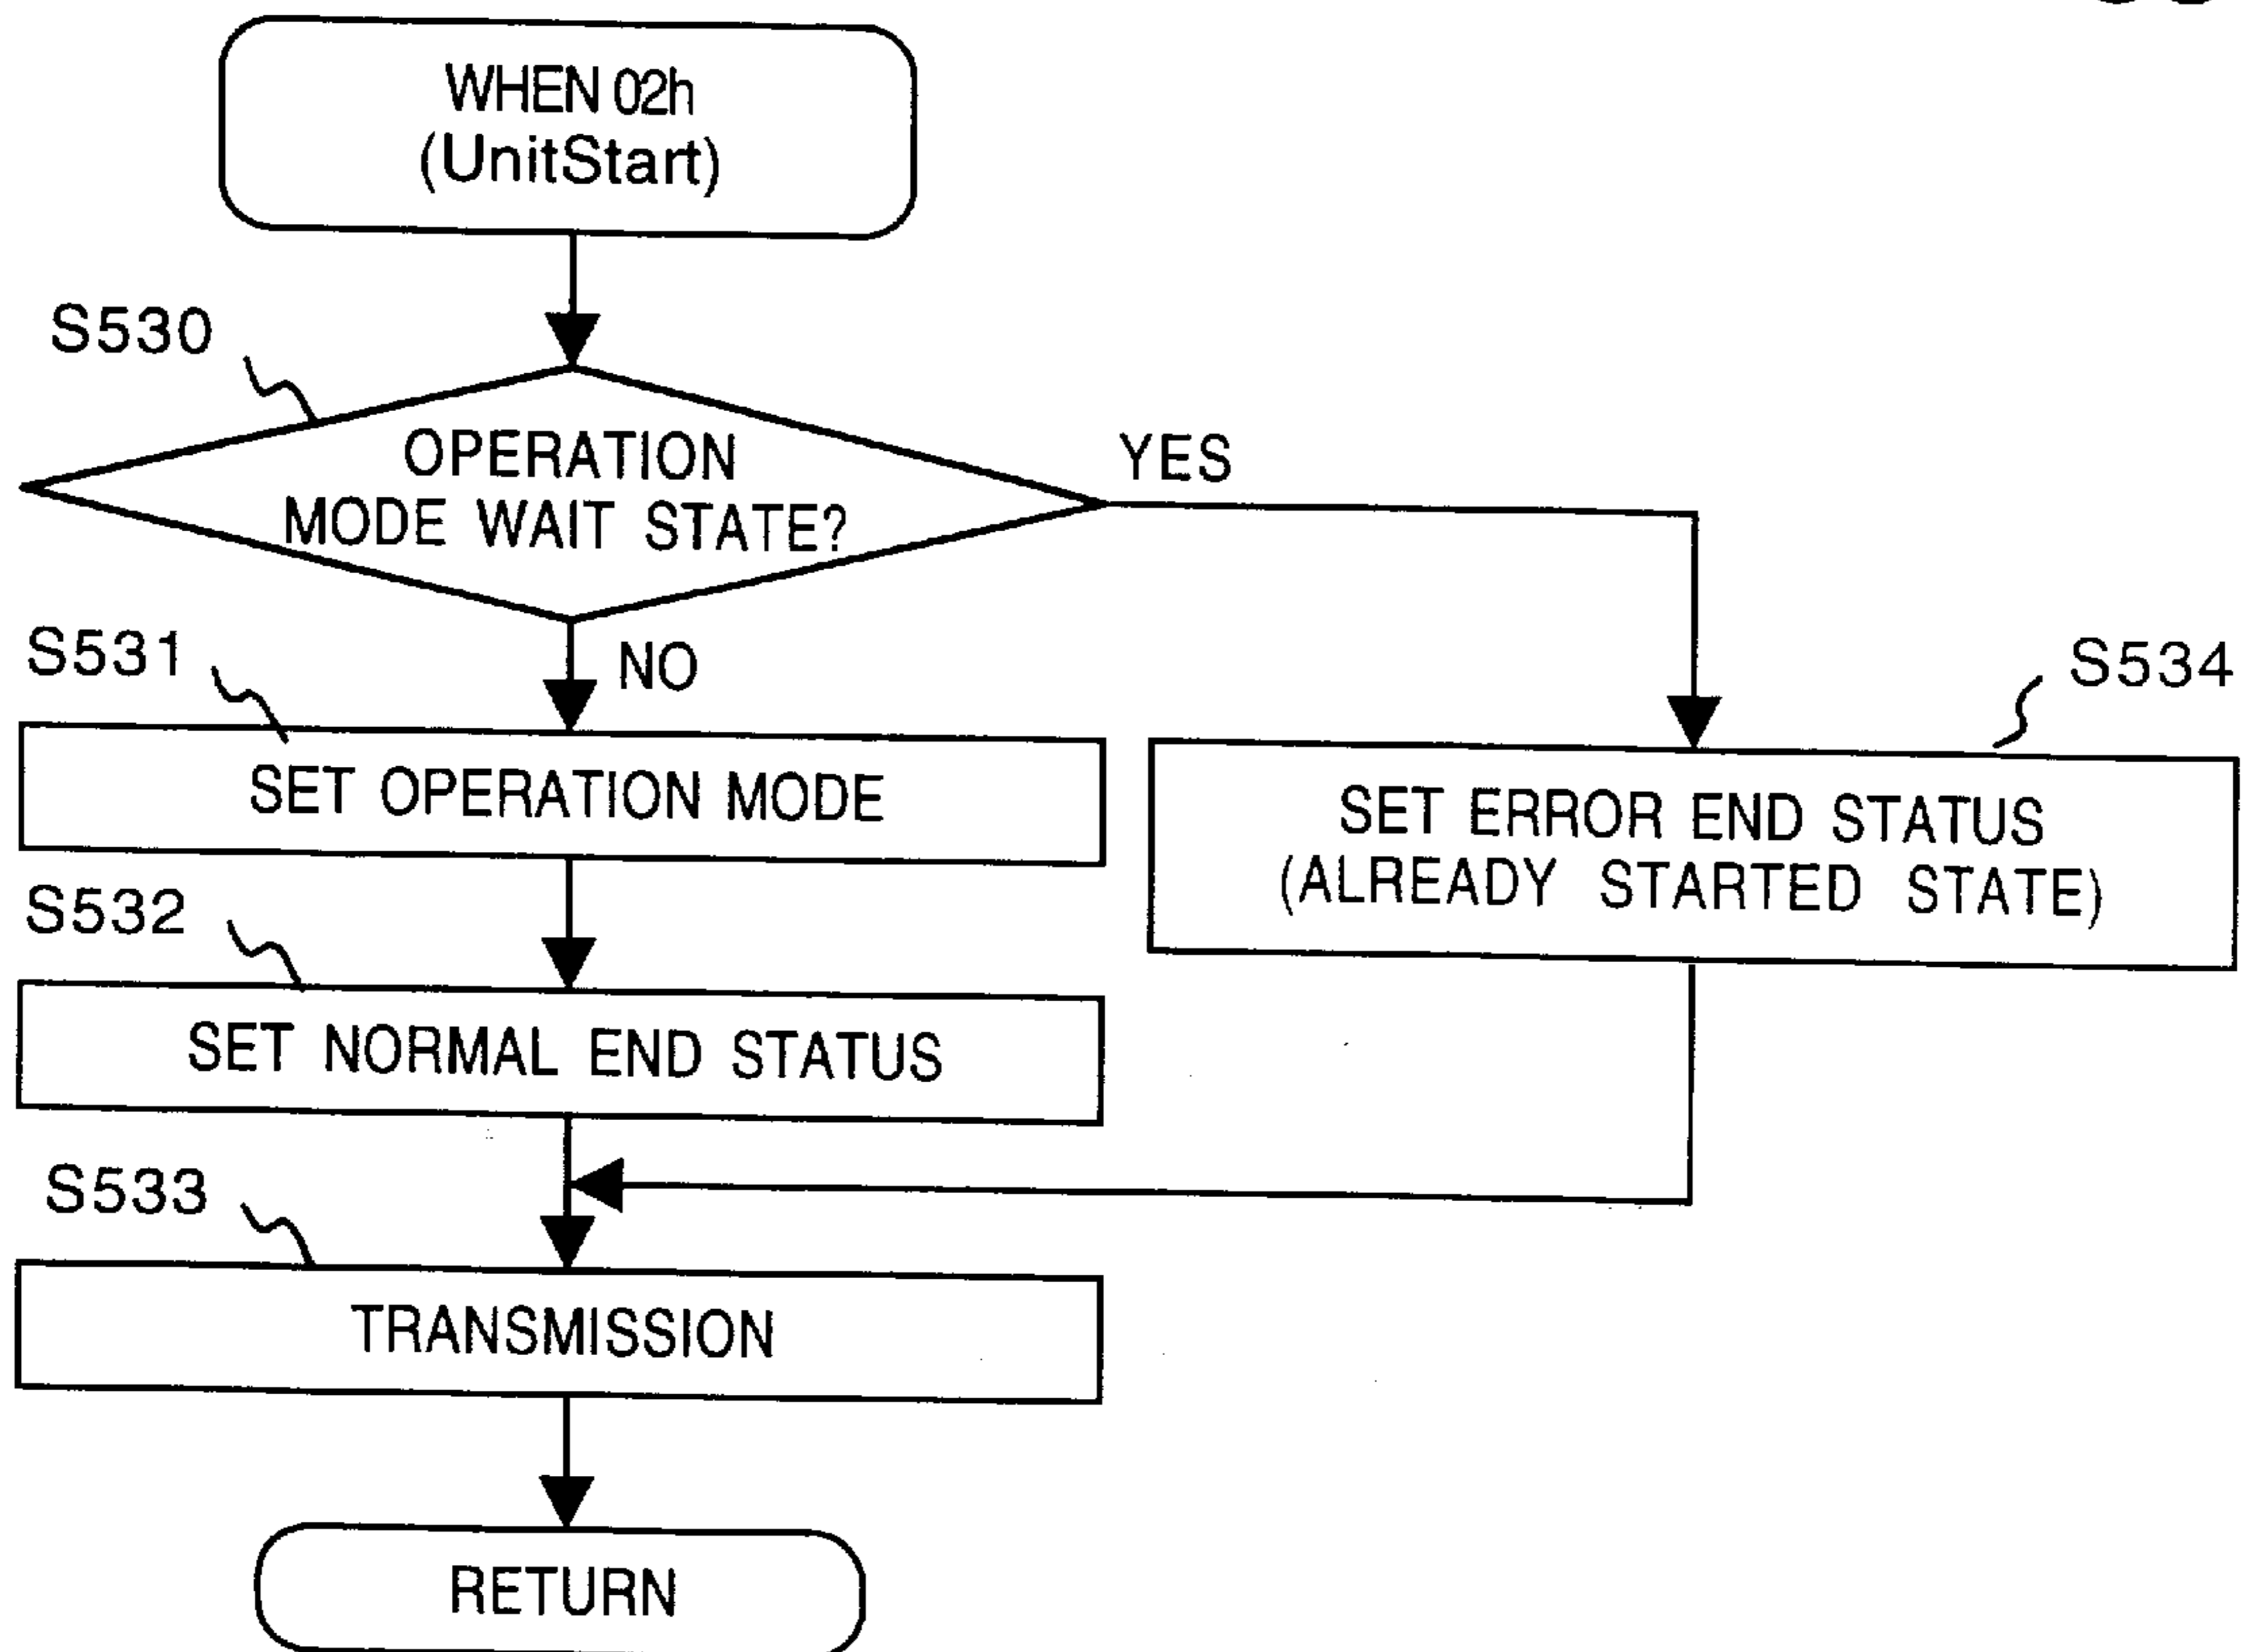 WHEN 02h
(UnitStart)
S530
OPERATION
MODE WAIT STATE?
YES
S531
NO
S534
SET OPERATION MODE
SET ERROR END STATUS
(ALREADY STARTED STATE)
S532
SET NORMAL END STATUS
S533
TRANSMISSION
RETURN